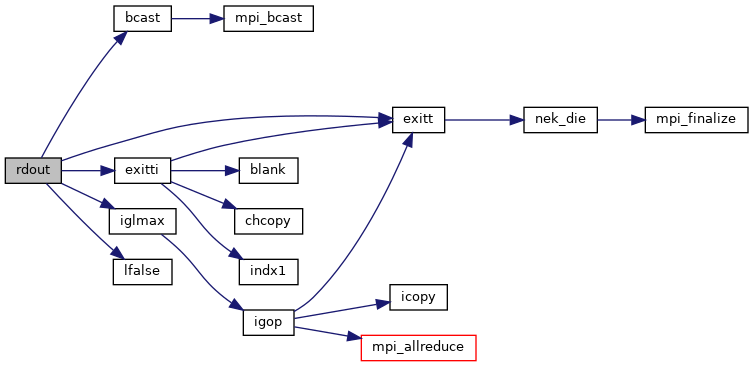 bcast
mpi_bcast
exitt
nek_die
mpi_finalize
rdout
exitti
blank
iglmax
chcopy
lfalse
indx1
icopy
igop
mpi_allreduce